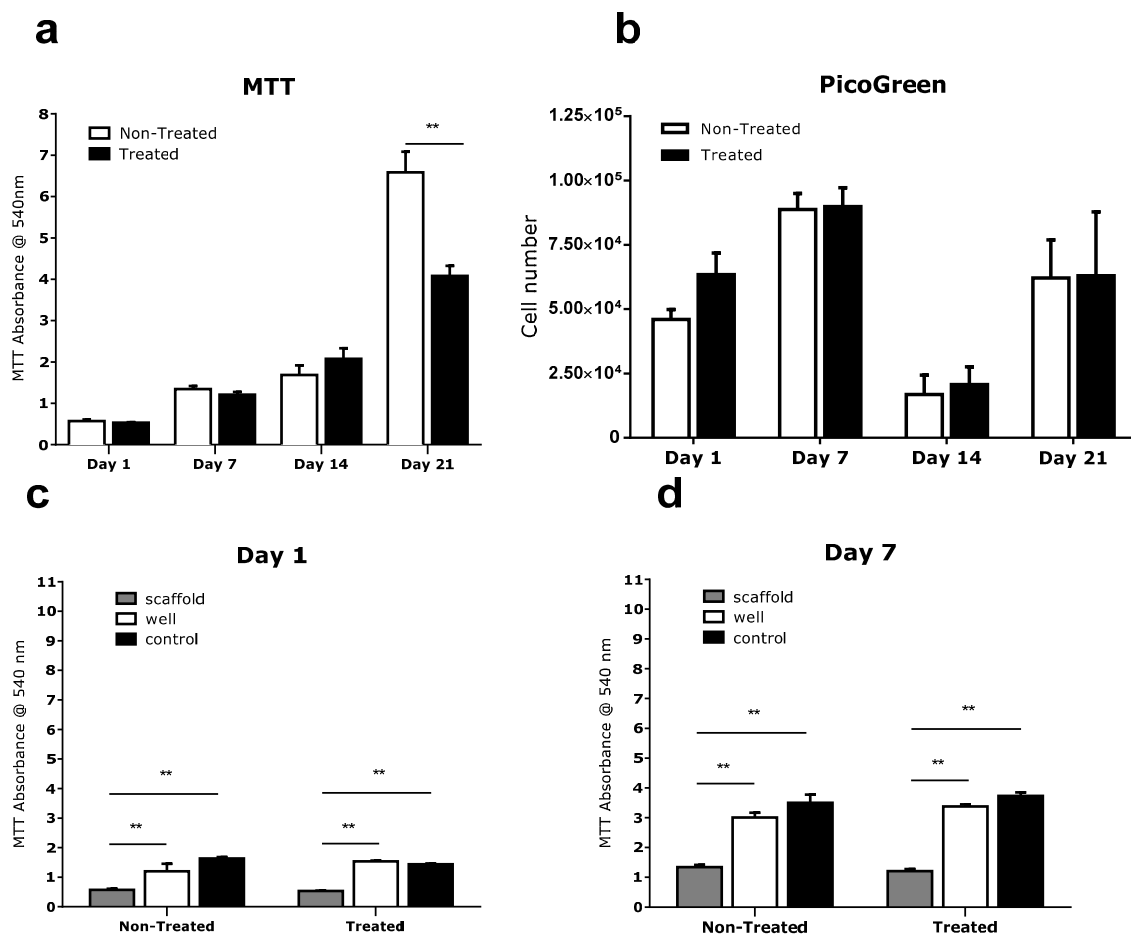 a
MTT
Non-Treated
Treated
**
MTT Absorbance @ 540nm
8
7
6
5
4
3
2
1
0
Day 1
Day 7
Day 14
Day 21
b
PicoGreen
Non-Treated
Treated
Cell number
1.25×10⁵
1.00×10⁵
7.50×10⁴
5.00×10⁴
2.50×10⁴
0
Day 1
Day 7
Day 14
Day 21
c
Day 1
scaffold
well
control
MTT Absorbance @ 540 nm
11
10
9
8
7
6
5
4
3
2
1
0
**
**
**
**
Non-Treated
Treated
d
Day 7
scaffold
well
control
MTT Absorbance @ 540 nm
11
10
9
8
7
6
5
4
3
2
1
0
**
**
**
**
Non-Treated
Treated